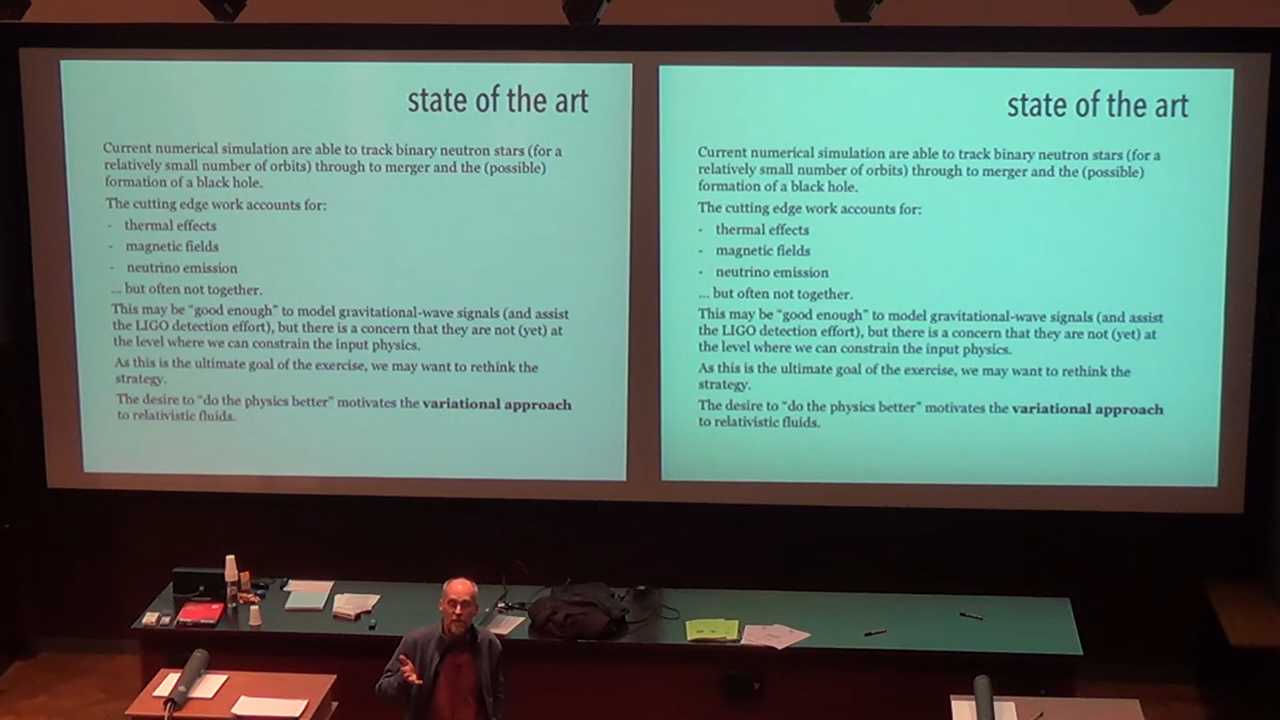 state of the art
Current numerical simulation are able to track binary neutron stars (for a
relatively small number of orbits) through to merger and the (possible)
formation of a black hole.
The cutting edge work accounts for:
- thermal effects
- magnetic fields
- neutrino emission
... but often not together.
This may be “good enough” to model gravitational-wave signals (and assist
the LIGO detection effort), but there is a concern that they are not (yet) at
the level where we can constrain the input physics.
As this is the ultimate goal of the exercise, we may want to rethink the
strategy.
The desire to “do the physics better” motivates the variational approach
to relativistic fluids.
state of the art
Current numerical simulation are able to track binary neutron stars (for a
relatively small number of orbits) through to merger and the (possible)
formation of a black hole.
The cutting edge work accounts for:
- thermal effects
- magnetic fields
- neutrino emission
... but often not together.
This may be “good enough” to model gravitational-wave signals (and assist
the LIGO detection effort), but there is a concern that they are not (yet) at
the level where we can constrain the input physics.
As this is the ultimate goal of the exercise, we may want to rethink the
strategy.
The desire to “do the physics better” motivates the variational approach
to relativistic fluids.